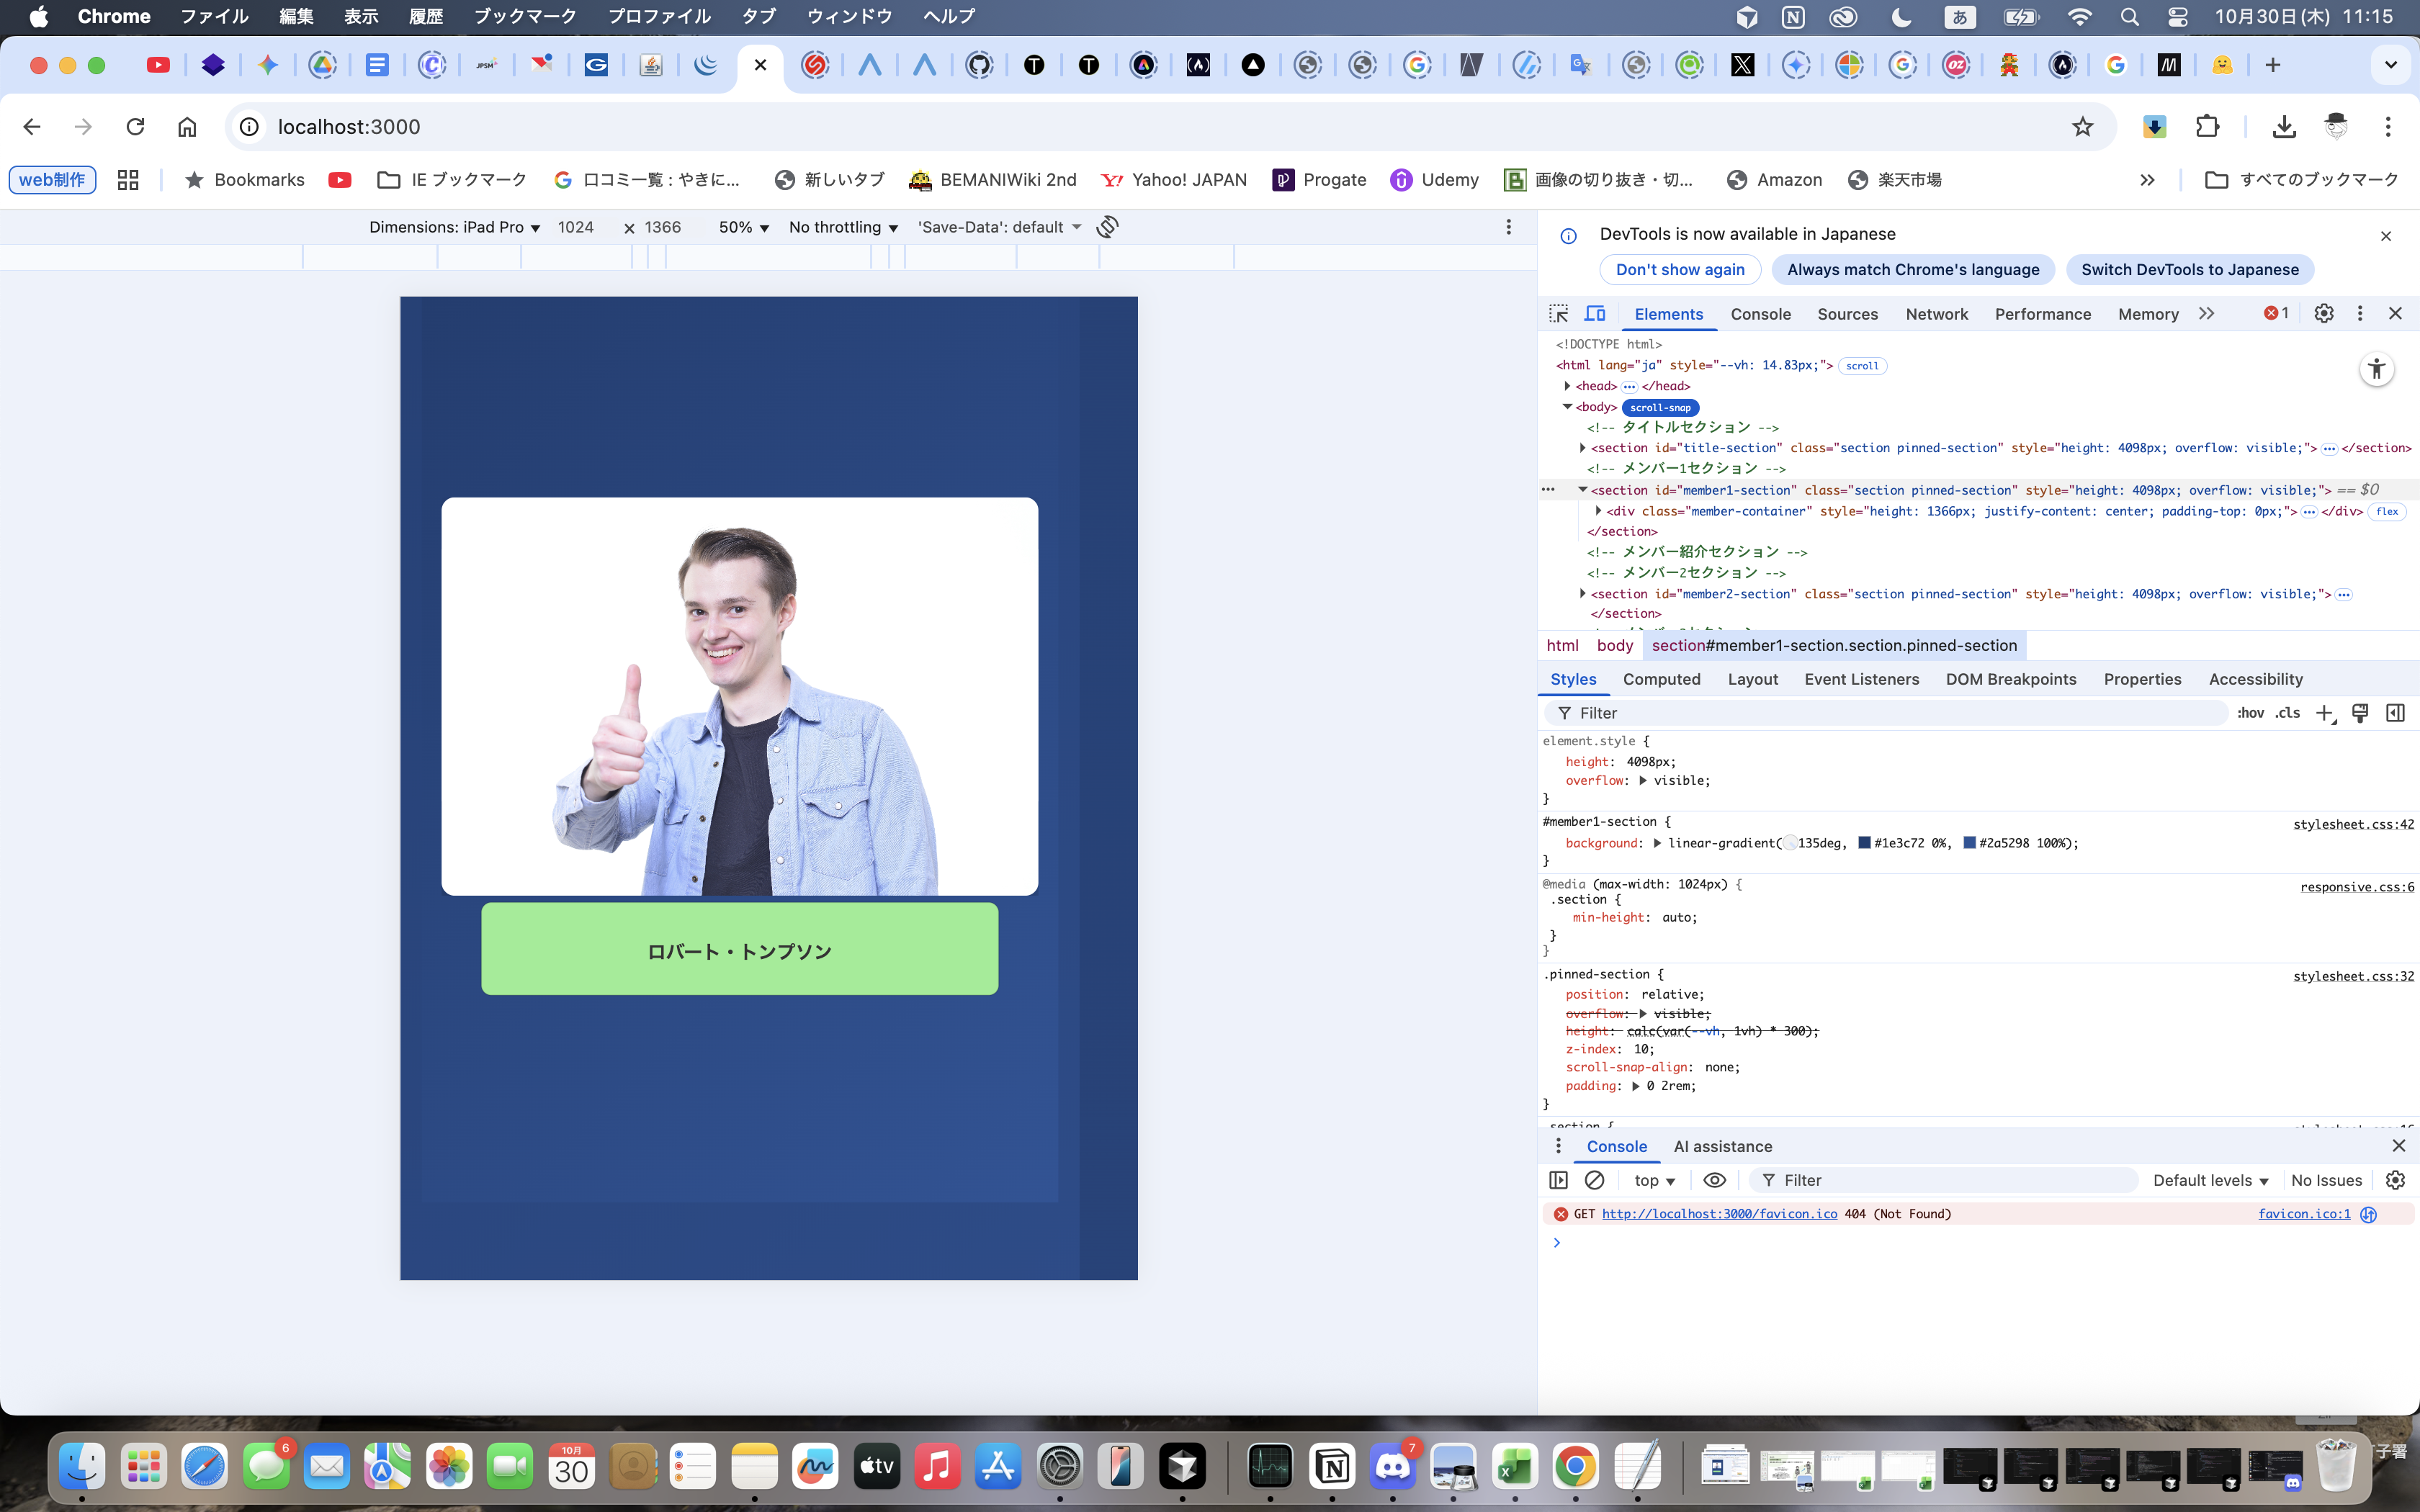 Chrome ファイル 編集 表示 履歴 ブックマーク プロファイル タブ ウィンドウ ヘルプ あ 10月30日(木) 11:15
JPSM
localhost:3000
web制作 Bookmarks IE ブックマーク 口コミ一覧 : やきに... 新しいタブ BEMANIWiki 2nd Yahoo! JAPAN Progate Udemy 画像の切り抜き・切... Amazon 楽天市場 すべてのブックマーク
Dimensions: iPad Pro 1024 × 1366 50% No throttling 'Save-Data': default
ロバート・トンプソン
DevTools is now available in Japanese
Don't show again Always match Chrome's language Switch DevTools to Japanese
Elements Console Sources Network Performance Memory 1
<!DOCTYPE html>
<html lang="ja" style="--vh: 14.83px;"> scroll
<head> ••• </head>
<body> scroll-snap
<!-- タイトルセクション -->
<section id="title-section" class="section pinned-section" style="height: 4098px; overflow: visible;"> ••• </section>
<!-- メンバー1セクション -->
<section id="member1-section" class="section pinned-section" style="height: 4098px; overflow: visible;"> == $0
<div class="member-container" style="height: 1366px; justify-content: center; padding-top: 0px;"> ••• </div> flex
</section>
<!-- メンバー紹介セクション -->
<!-- メンバー2セクション -->
<section id="member2-section" class="section pinned-section" style="height: 4098px; overflow: visible;"> •••
</section>
html body section#member1-section.section.pinned-section
Styles Computed Layout Event Listeners DOM Breakpoints Properties Accessibility
Filter :hov .cls
element.style {
height: 4098px;
overflow: visible;
}
#member1-section { stylesheet.css:42
background: linear-gradient(135deg, #1e3c72 0%, #2a5298 100%);
}
@media (max-width: 1024px) { responsive.css:6
.section {
min-height: auto;
}
}
.pinned-section { stylesheet.css:32
position: relative;
overflow: visible;
height: calc(var(--vh, 1vh) * 300);
z-index: 10;
scroll-snap-align: none;
padding: 0 2rem;
}
Console AI assistance
top Filter Default levels No Issues
GET http://localhost:3000/favicon.ico 404 (Not Found) favicon.ico:1
6 10月 30 tv 7
子署